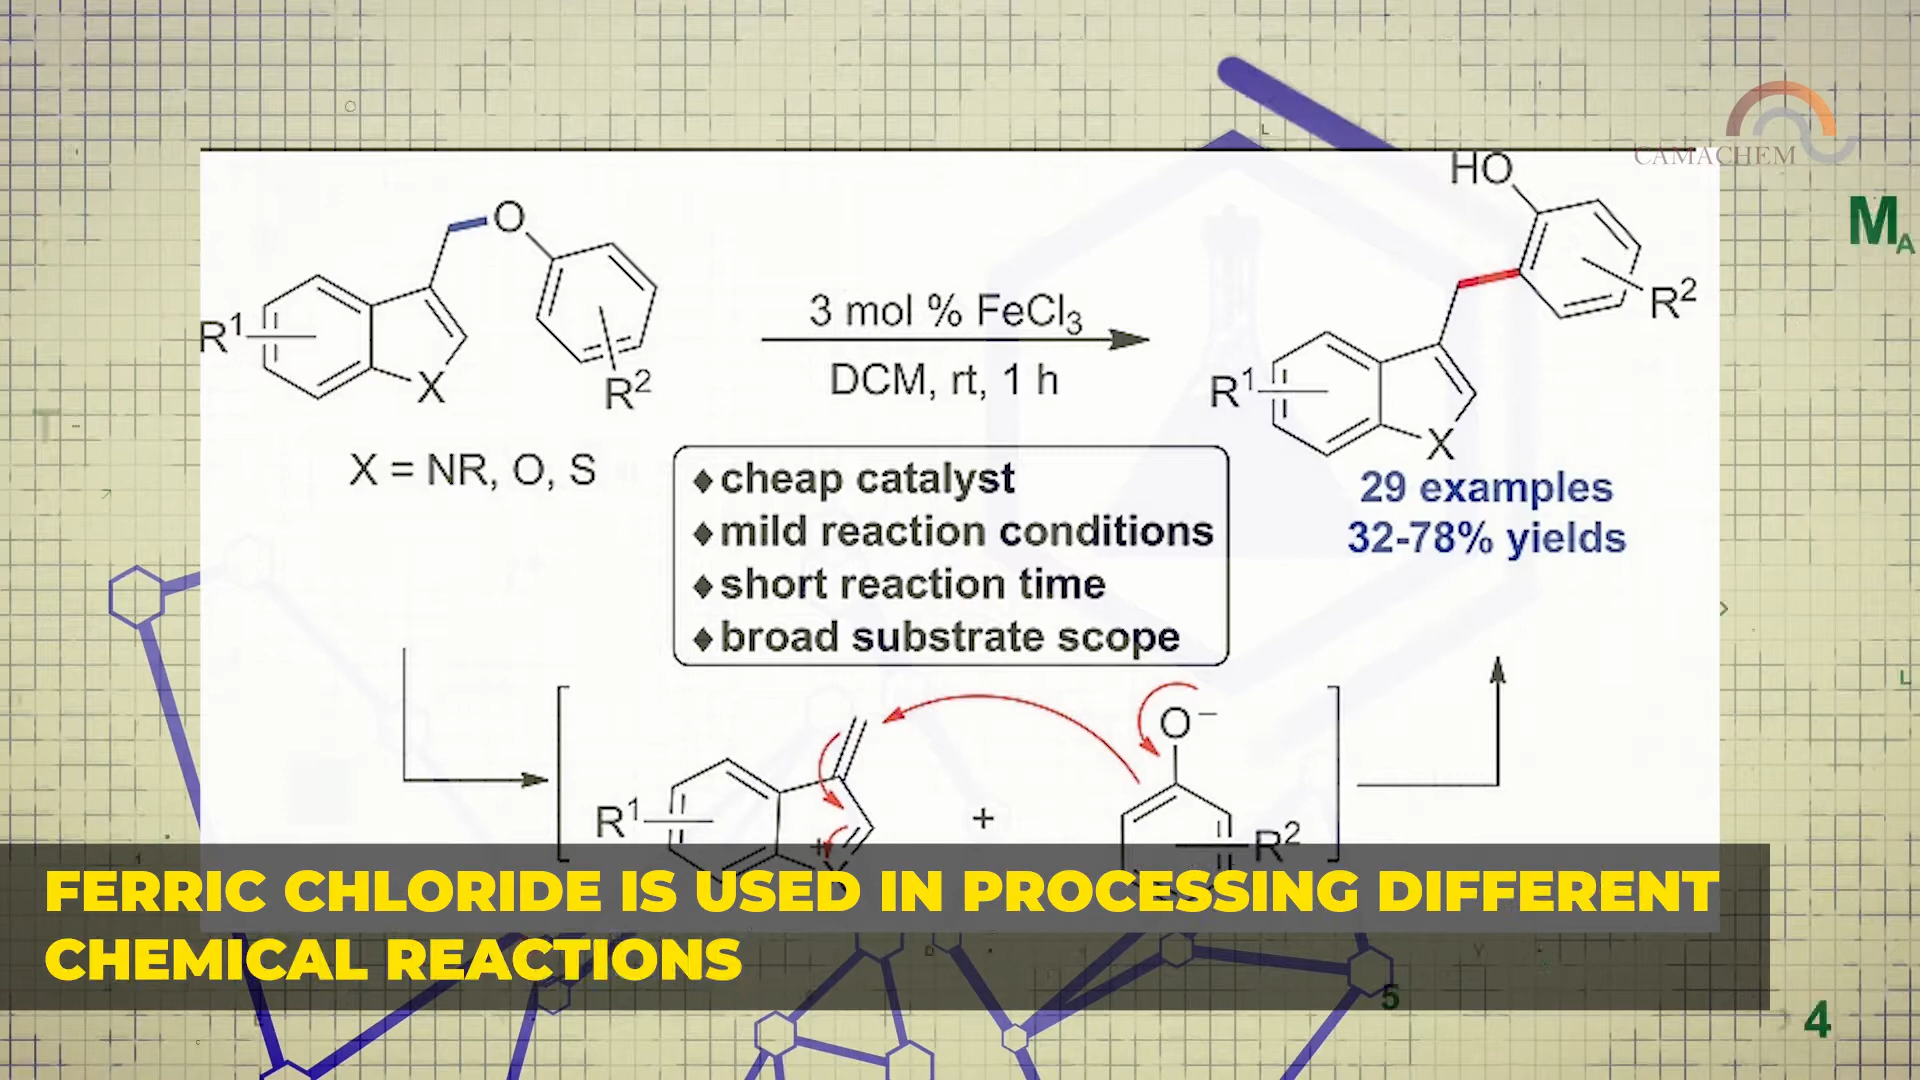 CAMACHEM
HO
O
R²
R¹
X
R²
3 mol % FeCl₃
DCM, rt, 1 h
R¹
X
X = NR, O, S
♦cheap catalyst
♦mild reaction conditions
♦short reaction time
♦broad substrate scope
29 examples
32-78% yields
O⁻
R¹
+
+
R²
FERRIC CHLORIDE IS USED IN PROCESSING DIFFERENT
CHEMICAL REACTIONS
L
M
A
T
L
D
Y
5
4